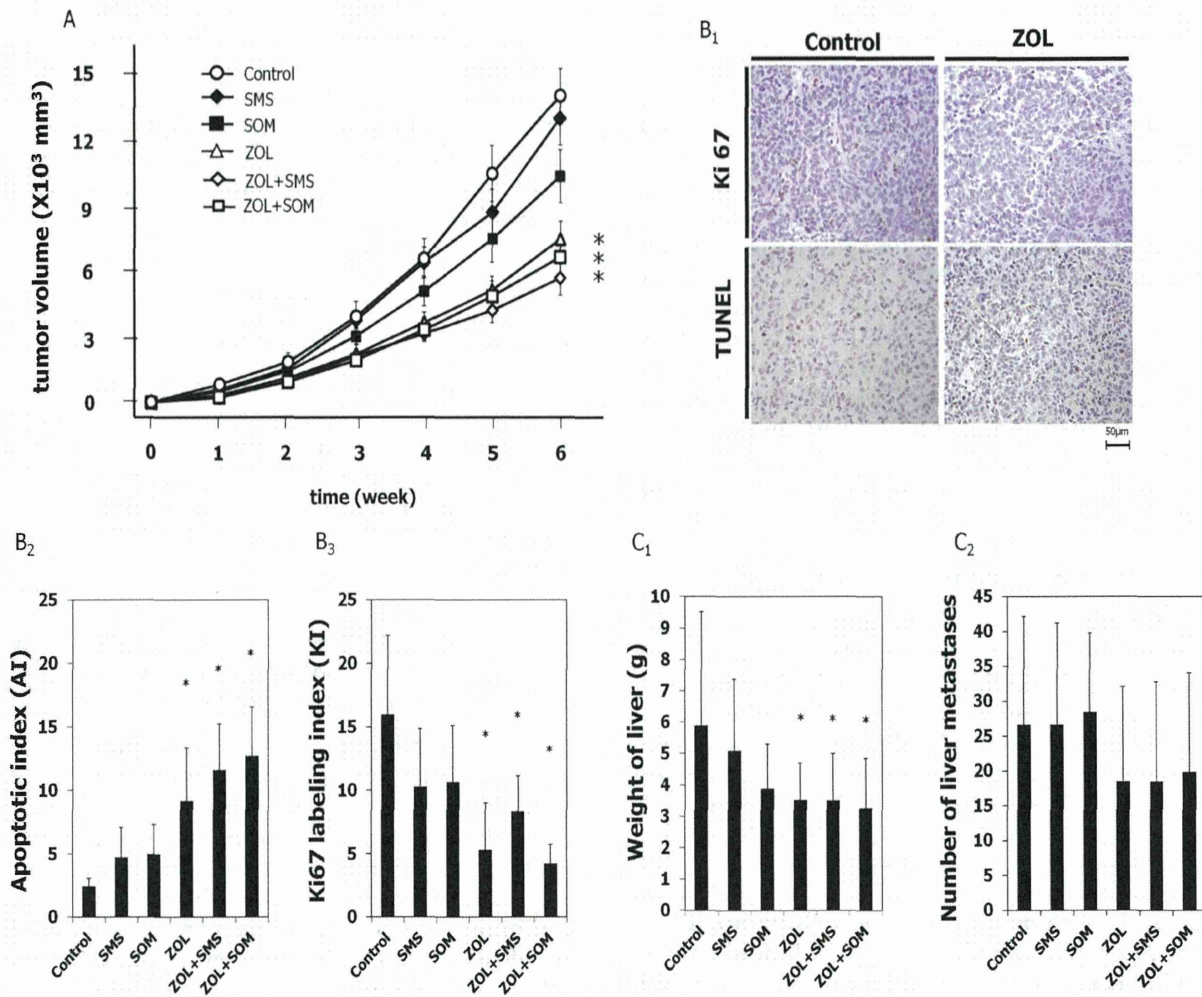 A
tumor volume (X10³ mm³)
15
12
9
6
3
0
Control
SMS
SOM
ZOL
ZOL+SMS
ZOL+SOM
*
*
*
0 1 2 3 4 5 6
time (week)
B₁
Control ZOL
Ki 67
TUNEL
50µm
B₂
Apoptotic index (AI)
25
20
15
10
5
0
* * *
Control SMS SOM ZOL ZOL+SMS ZOL+SOM
B₃
Ki67 labeling index (KI)
25
20
15
10
5
0
* * *
Control SMS SOM ZOL ZOL+SMS ZOL+SOM
C₁
Weight of liver (g)
10
9
8
7
6
5
4
3
2
1
0
* * *
Control SMS SOM ZOL ZOL+SMS ZOL+SOM
C₂
Number of liver metastases
45
40
35
30
25
20
15
10
5
0
Control SMS SOM ZOL ZOL+SMS ZOL+SOM